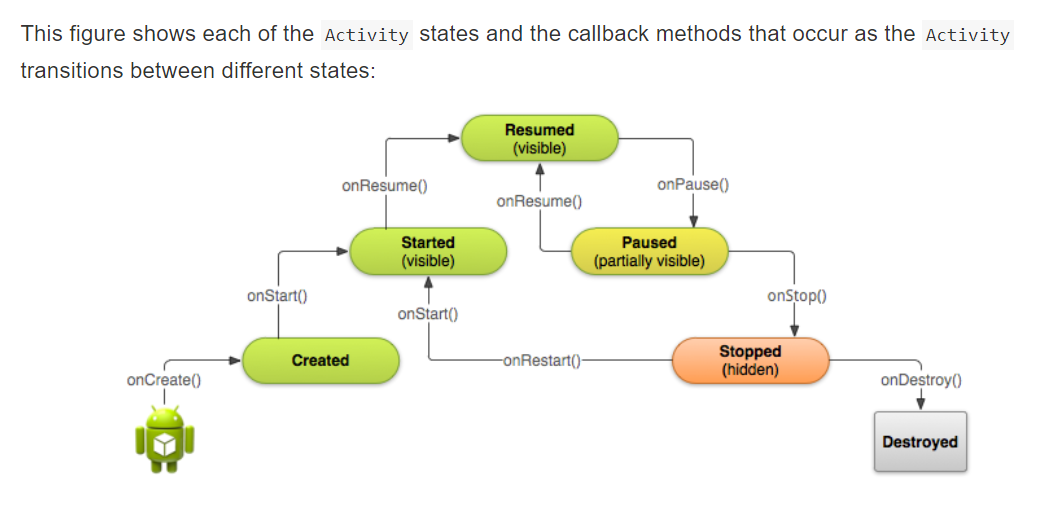 This figure shows each of the Activity states and the callback methods that occur as the Activity
transitions between different states:
Resumed
(visible)
onResume()
onResume()
onPause()
Started
(visible)
Paused
(partially visible)
onStart()
onStart()
onStop()
Created
onRestart()
Stopped
(hidden)
onCreate()
onDestroy()
Destroyed